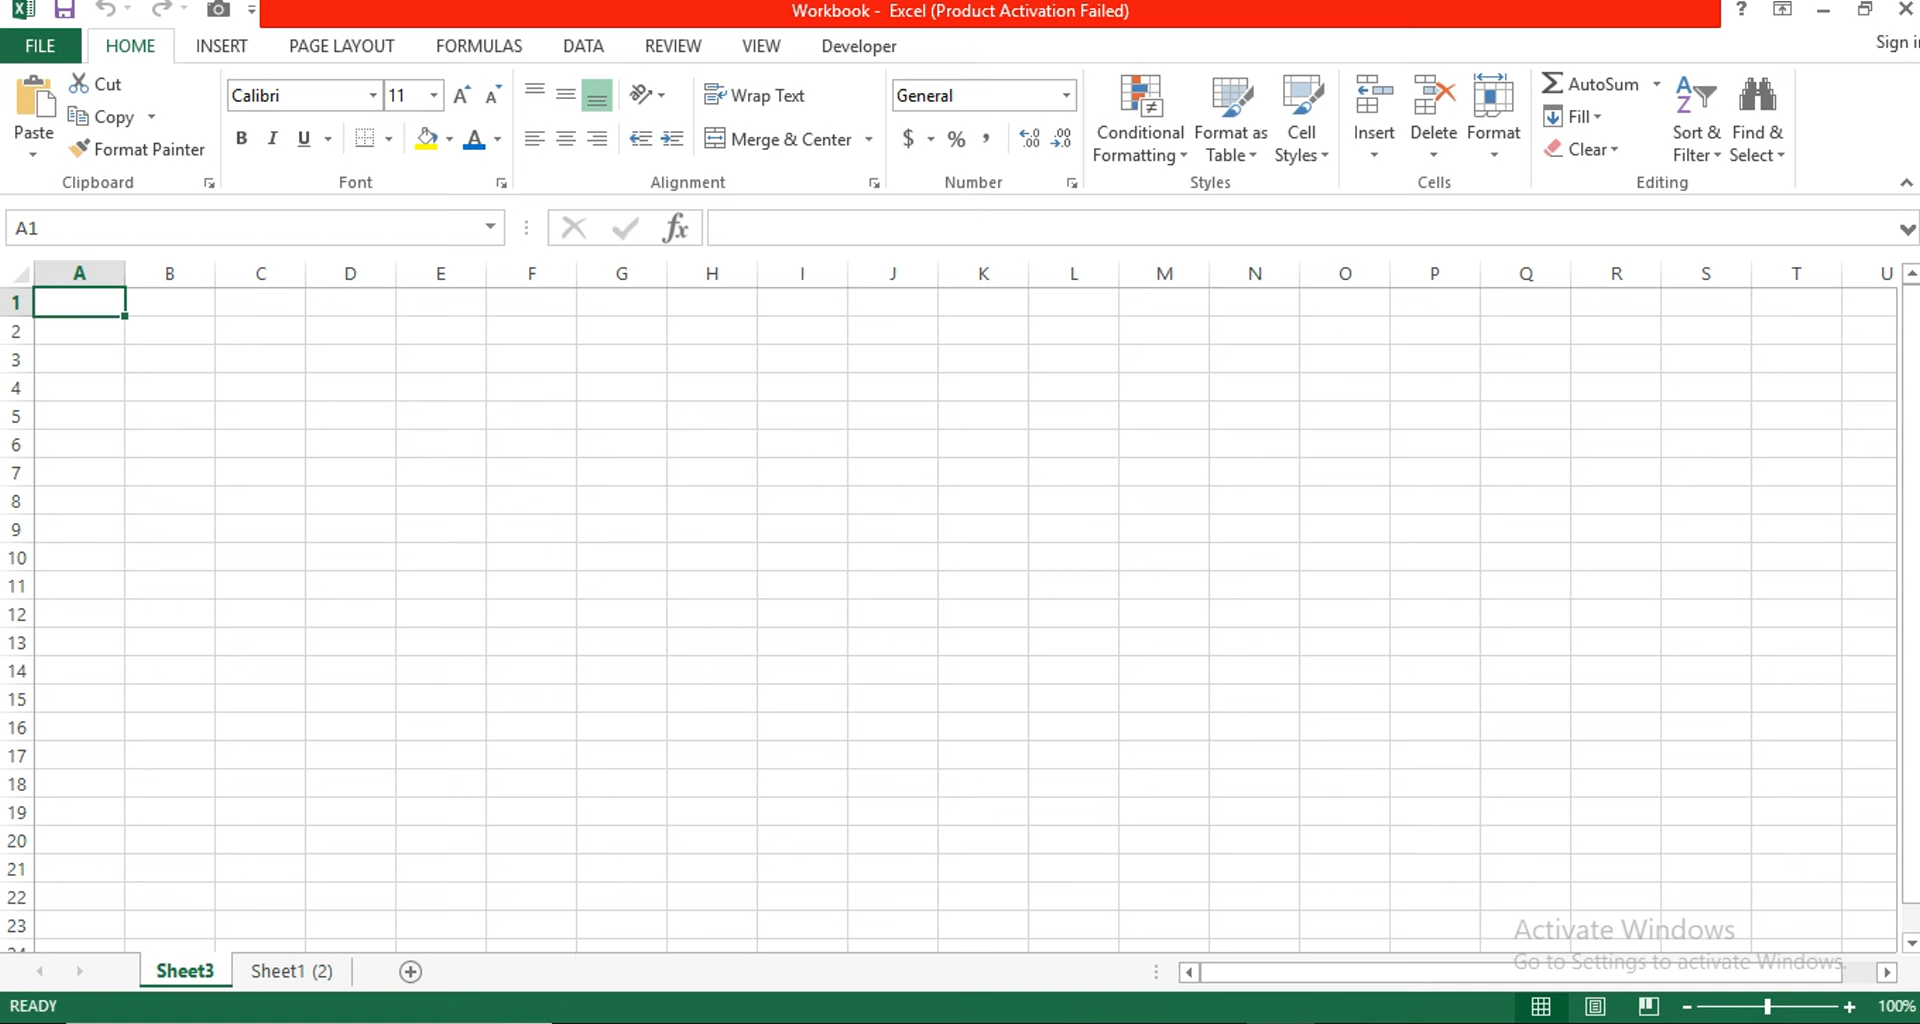 Workbook - Excel (Product Activation Failed)
?
FILE HOME INSERT PAGE LAYOUT FORMULAS DATA REVIEW VIEW Developer
Paste
Cut
Copy
Format Painter
Clipboard
Calibri 11 A A
B I U A
Font
Wrap Text
Merge & Center
Alignment
General
$ % ,
Number
Conditional Formatting
Format as Table
Cell Styles
Styles
Insert
Delete
Format
Cells
AutoSum
Fill
Clear
Sort & Filter
Find & Select
Editing
A1
fx
A B C D E F G H I J K L M N O P Q R S T U
1
2
3
4
5
6
7
8
9
10
11
12
13
14
15
16
17
18
19
20
21
22
23
Activate Windows
Go to Settings to activate Windows.
Sheet3 Sheet1 (2)
READY
100%